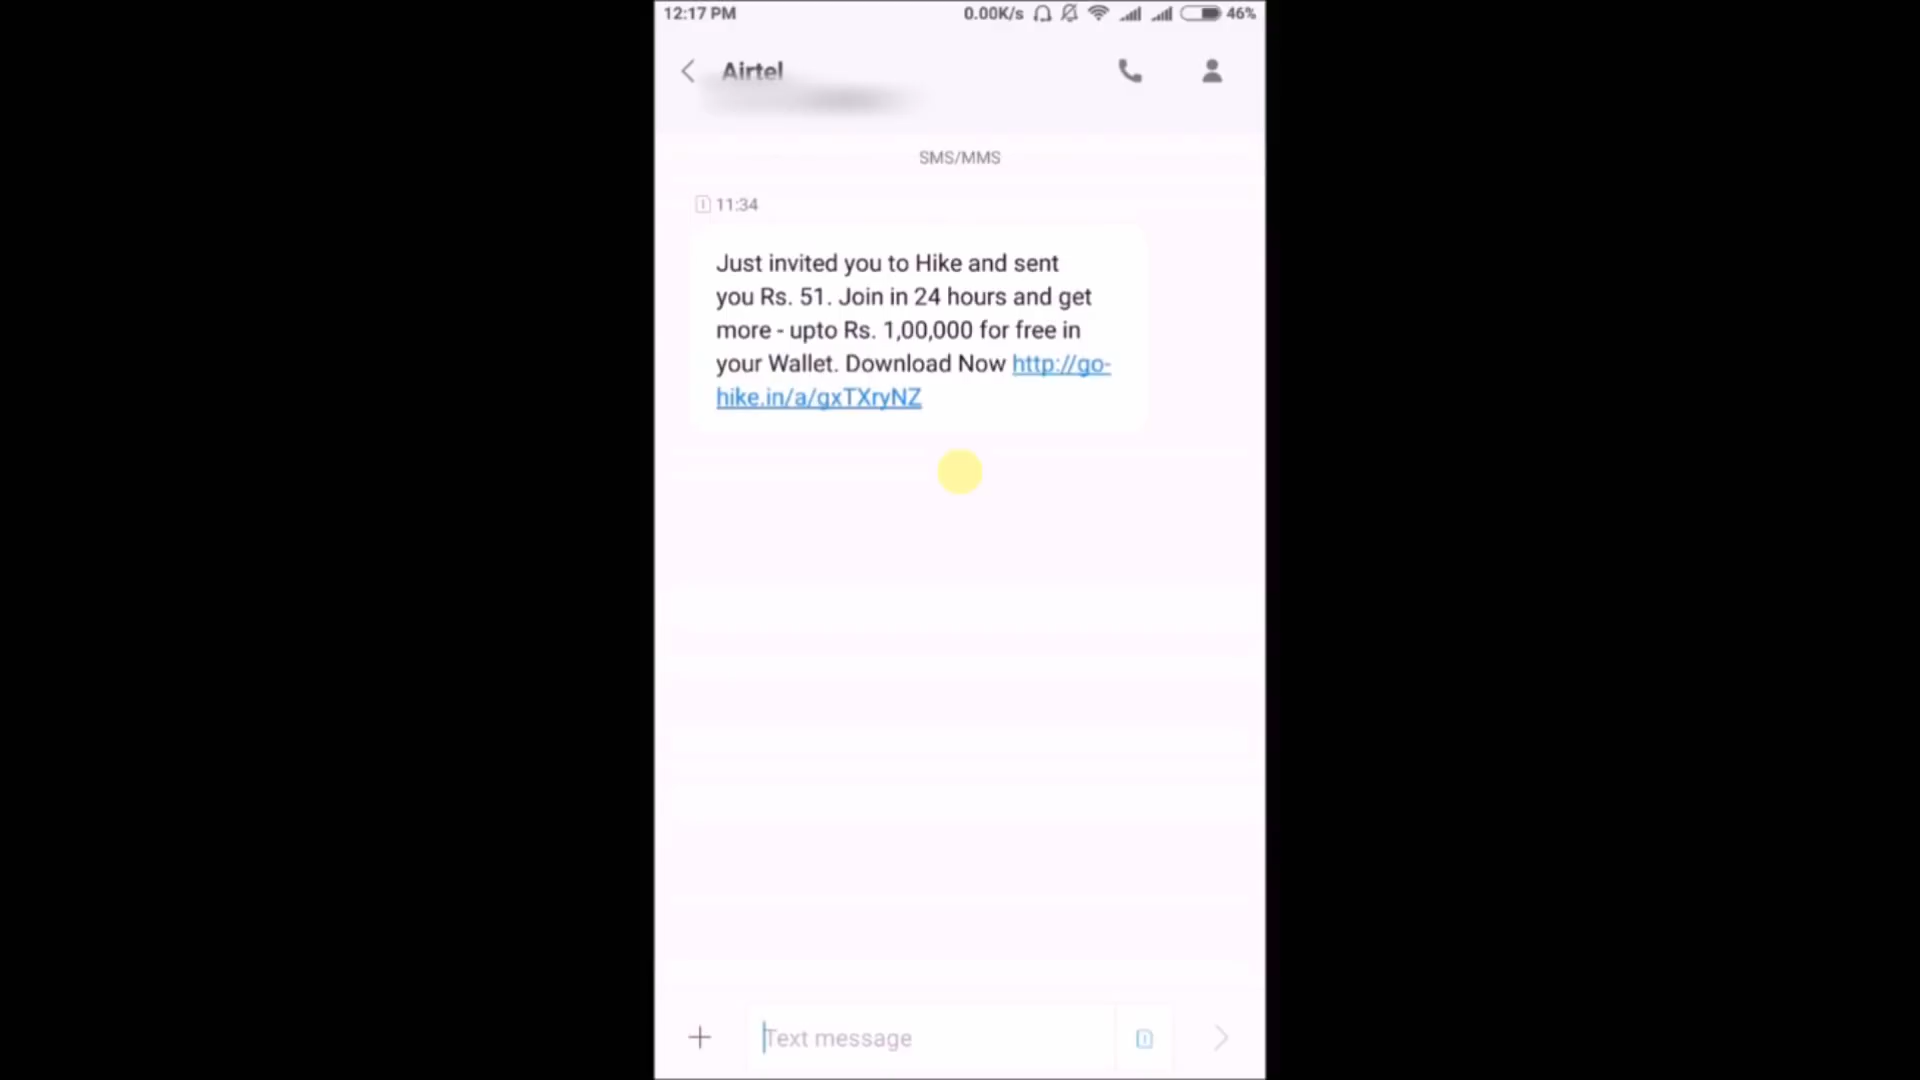 12:17 PM 0.00K/s 46%
Airtel
SMS/MMS
11:34
Just invited you to Hike and sent
you Rs. 51. Join in 24 hours and get
more - upto Rs. 1,00,000 for free in
your Wallet. Download Now http://go-
hike.in/a/gxTXryNZ
Text message